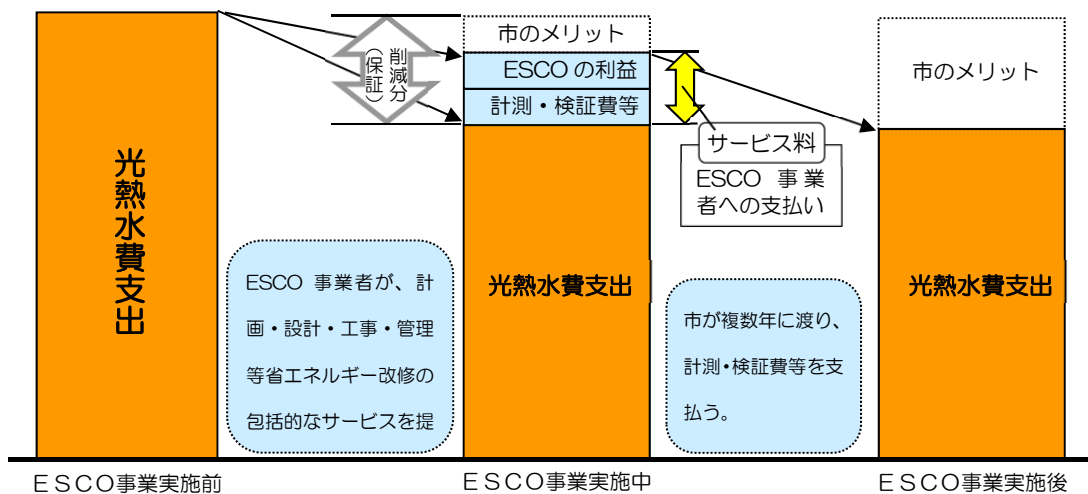 光熱水費支出
削減分
(保証)
市のメリット
ESCOの利益
計測・検証費等
光熱水費支出
サービス料
ESCO 事業
者への支払い
市のメリット
光熱水費支出
ESCO 事業者が、計
画・設計・工事・管理
等省エネルギー改修の
包括的なサービスを提
市が複数年に渡り、
計測・検証費等を支
払う。
ESCO事業実施前
ESCO事業実施中
ESCO事業実施後